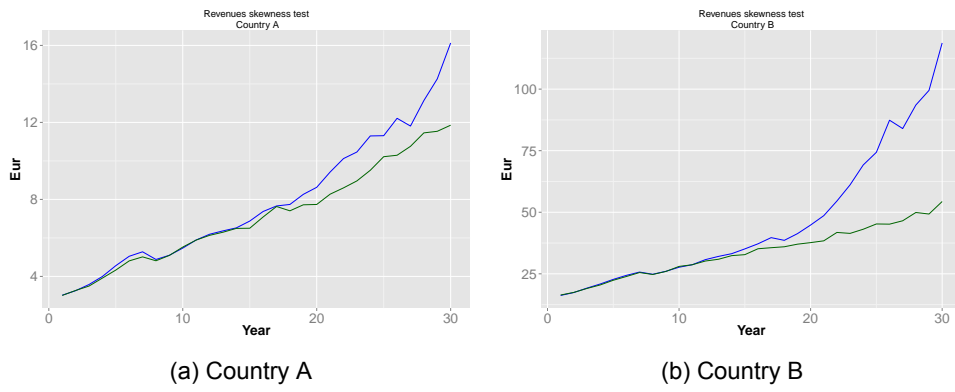 Revenues skewness test
Country A
16
12
8
4
Eur
0
10
20
30
Year
(a) Country A
Revenues skewness test
Country B
100
75
50
25
Eur
0
10
20
30
Year
(b) Country B